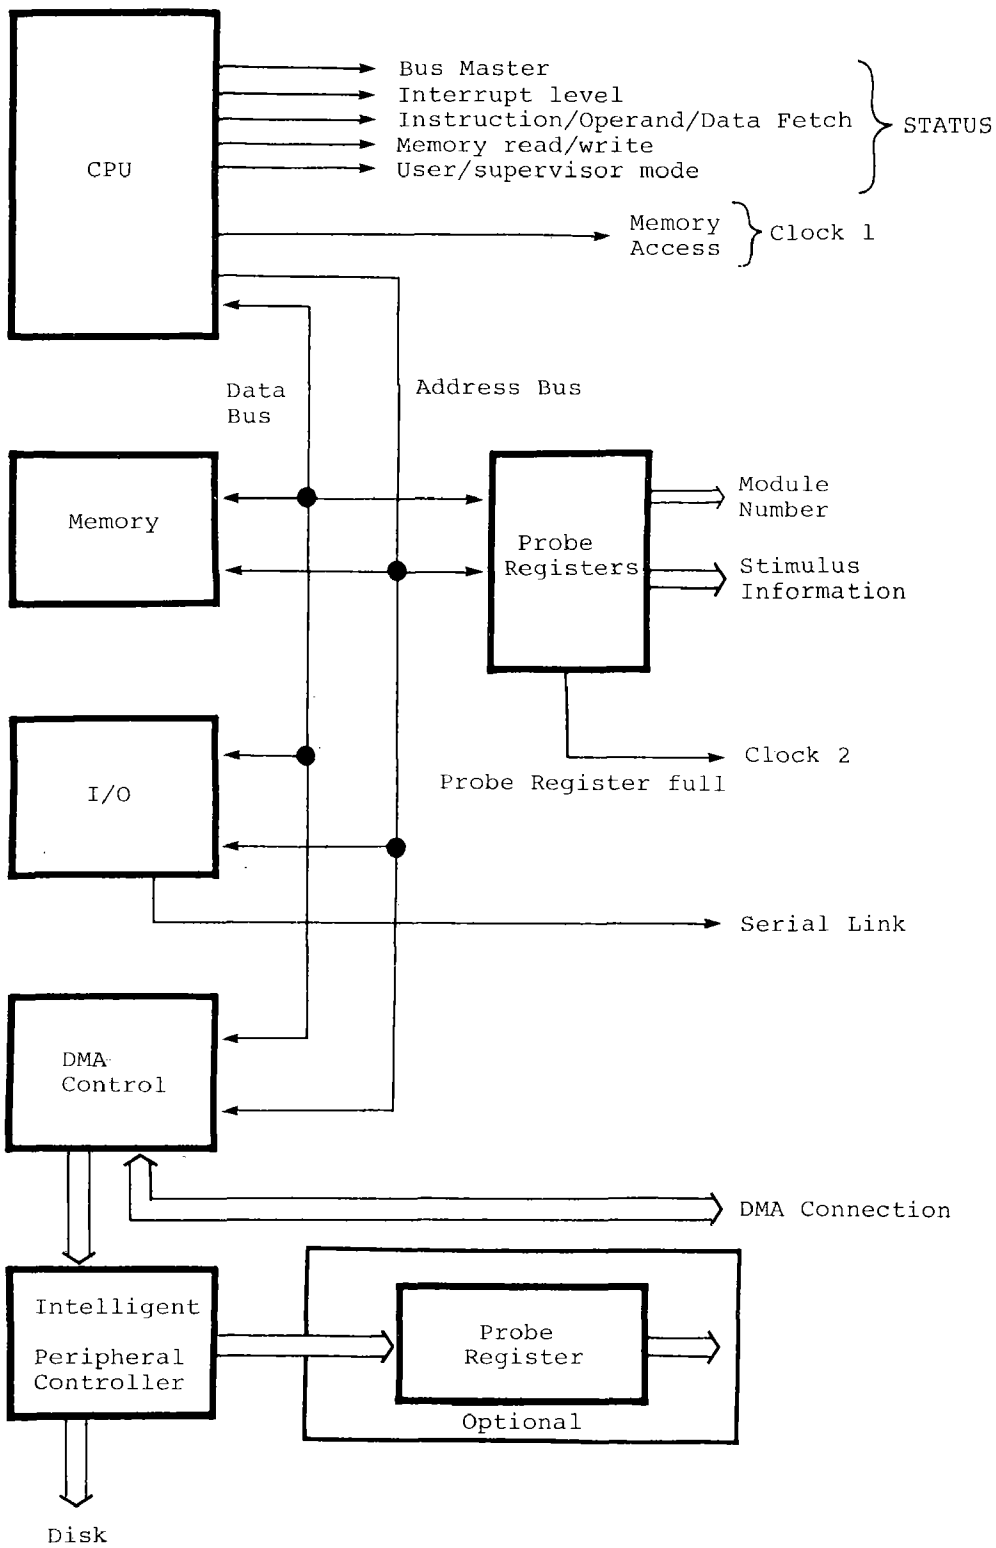 CPU
Bus Master
Interrupt level
Instruction/Operand/Data Fetch
Memory read/write
User/supervisor mode
STATUS
Memory
Access
Clock 1
Data
Bus
Address Bus
Memory
Probe
Registers
Module
Number
Stimulus
Information
Clock 2
Probe Register full
I/O
Serial Link
DMA
Control
DMA Connection
Intelligent
Peripheral
Controller
Probe
Register
Optional
Disk